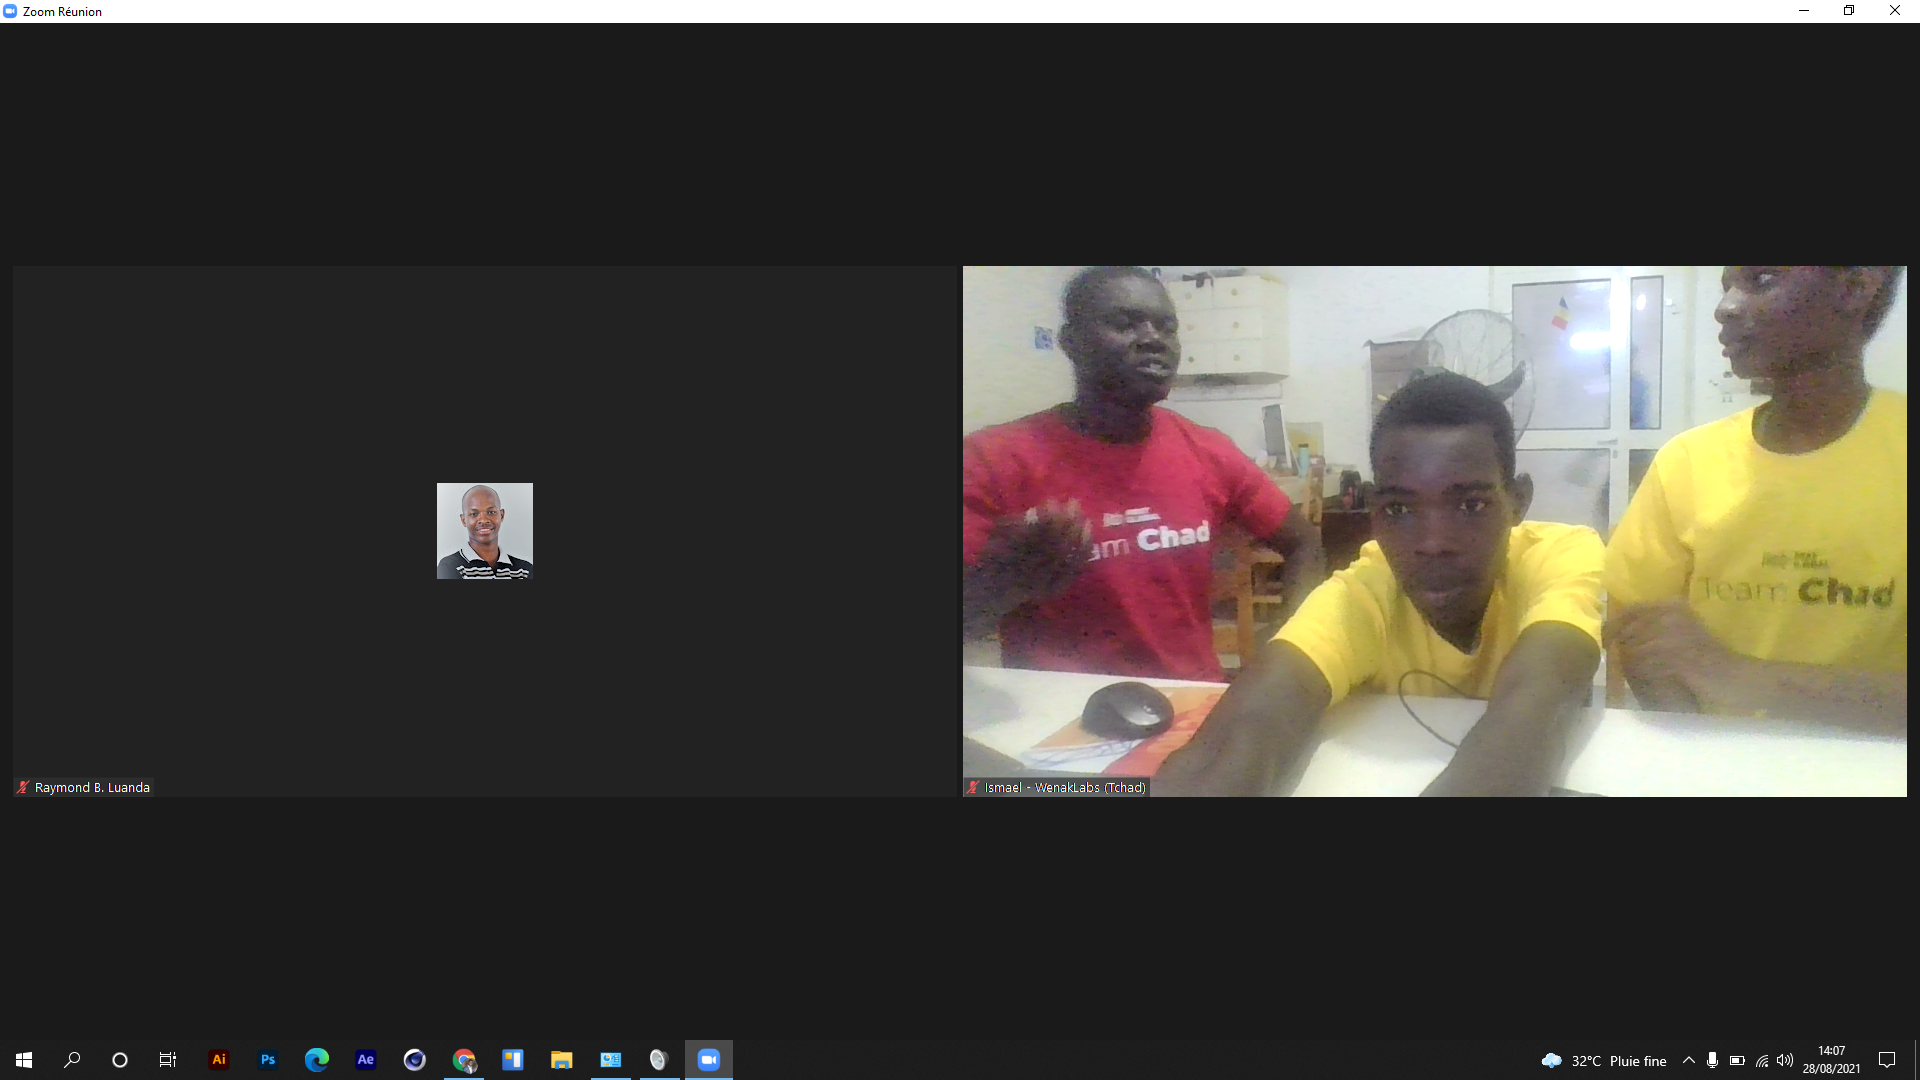 Zoom Réunion
am Chad
Team Chad
Raymond B. Luanda
Ismael - WenakLabs (Tchad)
Ai
Ps
Ae
32°C Pluie fine
14:07
28/08/2021